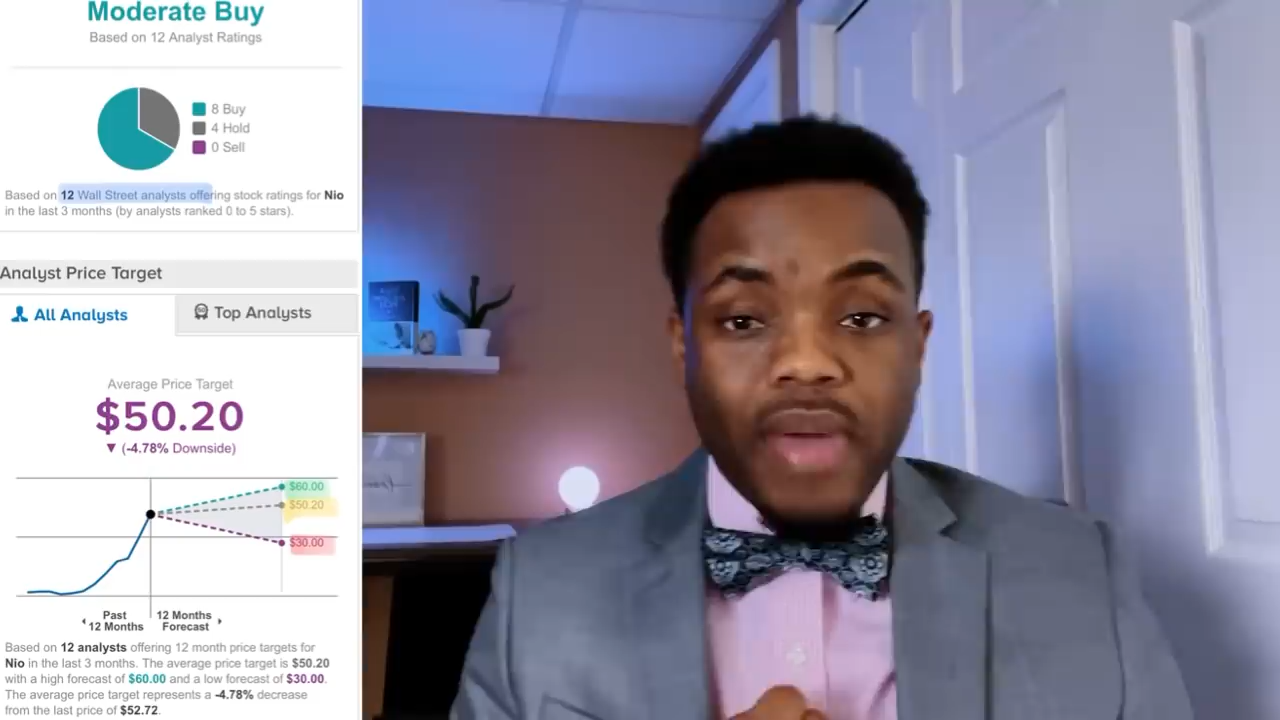 Moderate Buy
Based on 12 Analyst Ratings
8 Buy
4 Hold
0 Sell
Based on 12 Wall Street analysts offering stock ratings for Nio
in the last 3 months (by analysts ranked 0 to 5 stars).
Analyst Price Target
All Analysts
Top Analysts
Average Price Target
$50.20
▼ (-4.78% Downside)
$60.00
$50.20
$30.00
Past
12 Months
12 Months
Forecast
Based on 12 analysts offering 12 month price targets for
Nio in the last 3 months. The average price target is $50.20
with a high forecast of $60.00 and a low forecast of $30.00.
The average price target represents a -4.78% decrease
from the last price of $52.72.